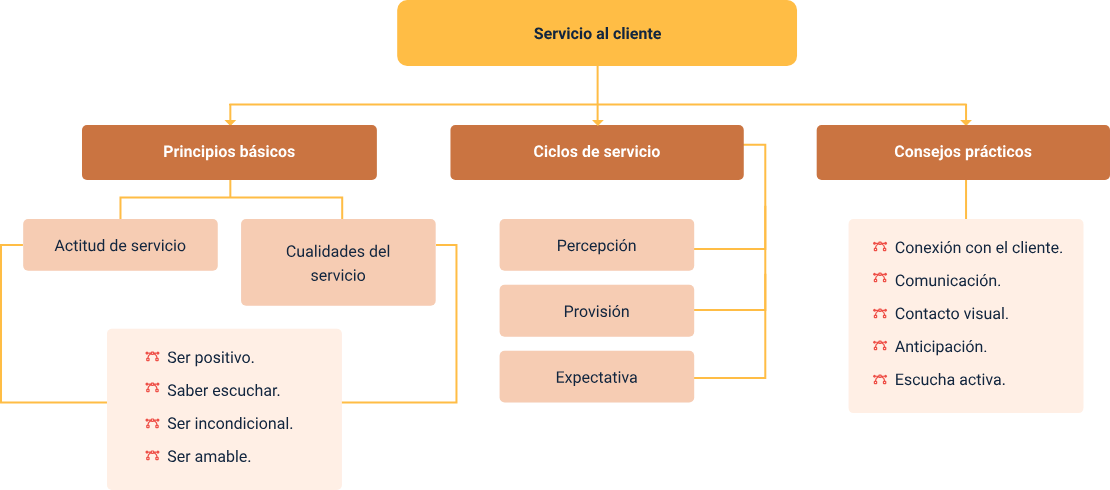 Servicio al cliente
Principios básicos
Ciclos de servicio
Consejos prácticos
Actitud de servicio
Cualidades del
servicio
Ser positivo.
Saber escuchar.
Ser incondicional.
Ser amable.
Percepción
Provisión
Expectativa
Conexión con el cliente.
Comunicación.
Contacto visual.
Anticipación.
Escucha activa.